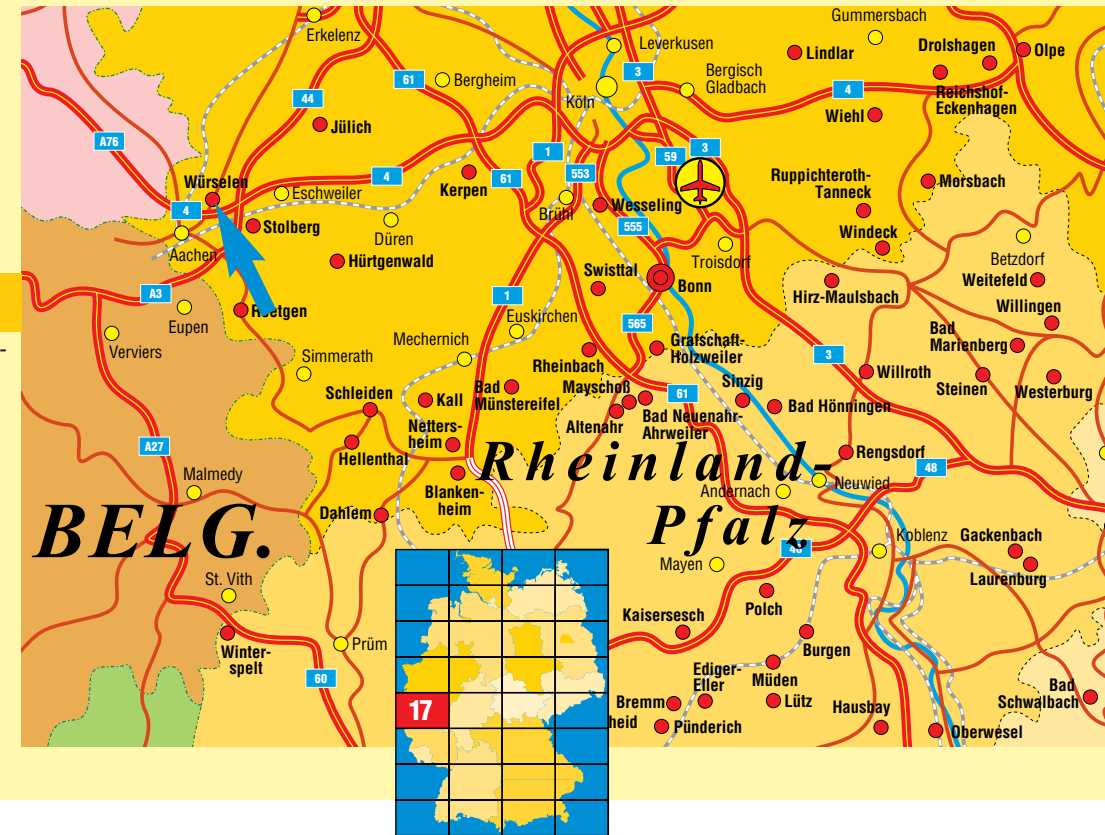 Gummersbach
Erkelenz
Leverkusen
Lindlar
Drolshagen
Olpe
3
61
Bergheim
Bergisch
Gladbach
44
Köln
4
Reichshof-
Eckenhagen
Jülich
Wiehl
A76
1
59
3
4
61
553
Würselen
Eschweiler
Kerpen
Ruppichteroth-
Tanneck
Morsbach
4
Brühl
Wesseling
Stolberg
555
Düren
Windeck
Aachen
Troisdorf
Betzdorf
Hürtgenwald
Swisttal
Bonn
Weitefeld
A3
1
Hirz-Maulsbach
Willingen
Roetgen
Euskirchen
Eupen
565
Bad
Marienberg
Mechernich
Grafschaft-
Holzweiler
Verviers
Simmerath
3
Rheinbach
Willroth
Steinen
Westerburg
Schleiden
Kall
Bad
Münstereifel
Mayschoß
61
Sinzig
Bad Hönningen
Altenahr
Bad Neuenahr-
Ahrweiler
Netters-
heim
A27
Hellenthal
Rengsdorf
48
Rheinland-
Pfalz
Malmedy
Blanken-
heim
Andernach
Neuwied
BELG.
Dahlem
48
Koblenz
Gackenbach
Mayen
Laurenburg
St. Vith
Polch
Kaisersesch
Winter-
spelt
Prüm
Burgen
60
Ediger-
Eller
Müden
Bad
Schwalbach
17
Bremm
Lütz
Hausbay
heid
Pünderich
Oberwesel
-